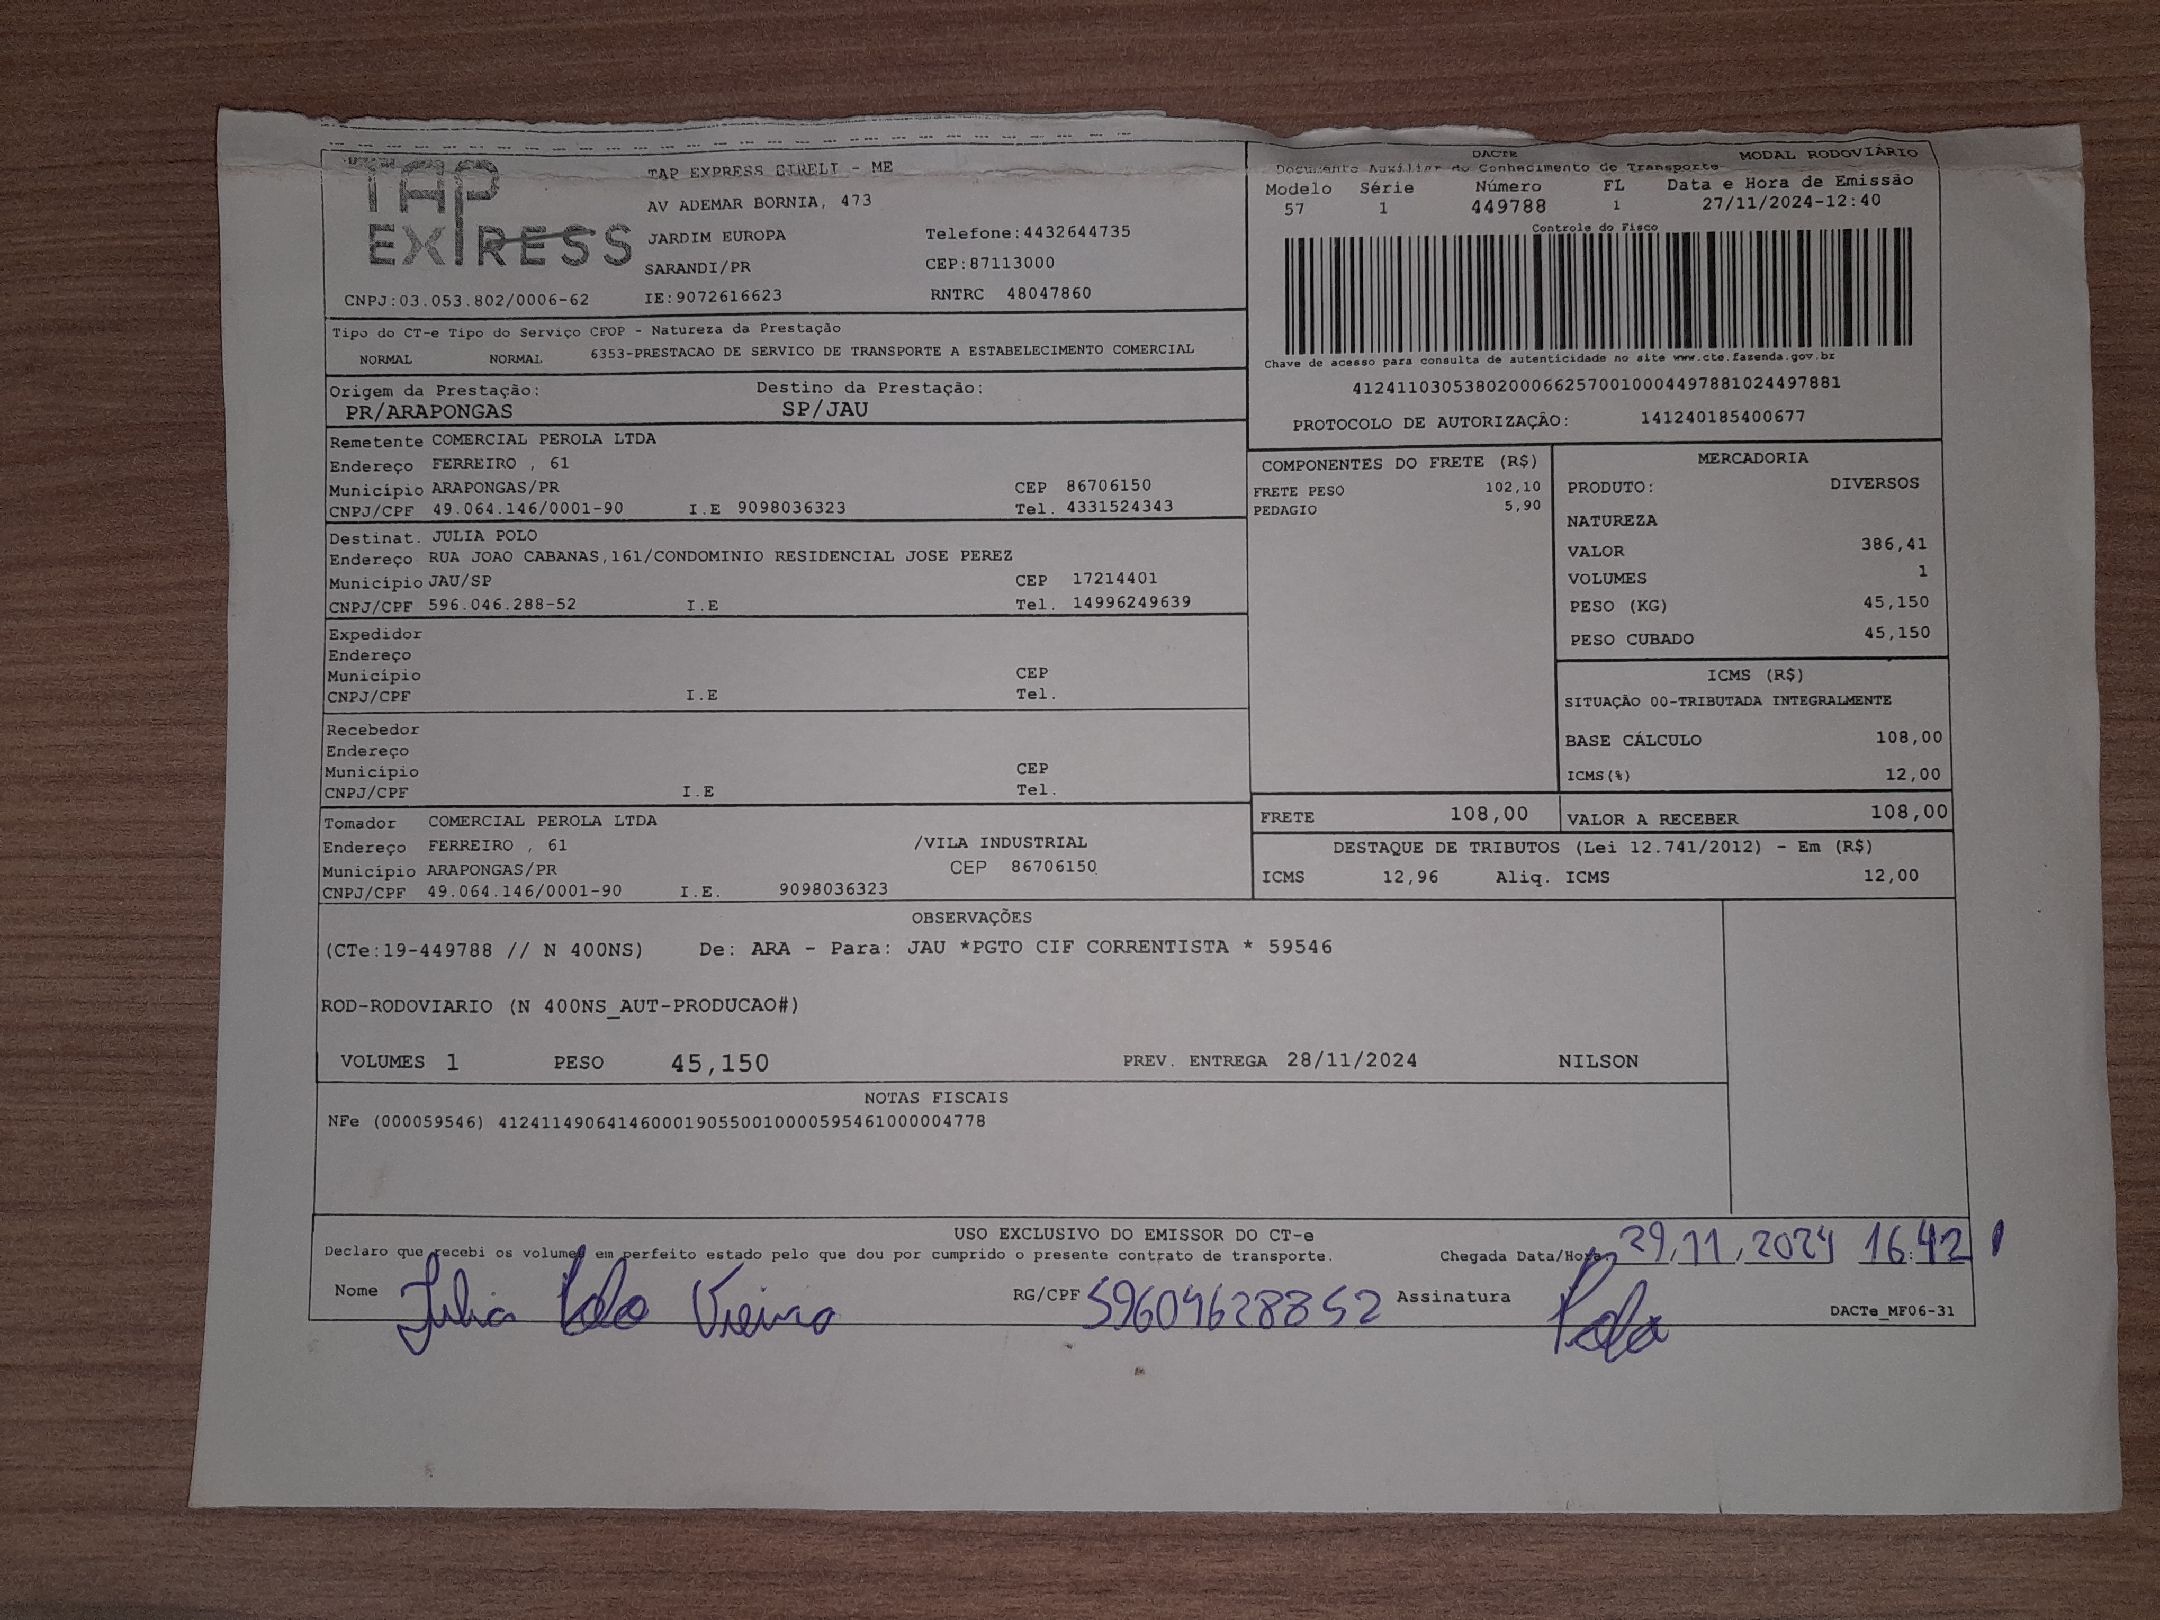 TAP
EXPRESS
TAP EXPRESS EIRELI - ME
AV ADEMAR BORNIA, 473
JARDIM EUROPA Telefone:4432644735
SARANDI/PR CEP:87113000
CNPJ:03.053.802/0006-62 IE:9072616623 RNTRC 48047860
DACTE MODAL RODOVIÁRIO
Documento Auxiliar do Conhecimento de Transporte
Modelo Série Número FL Data e Hora de Emissão
57 1 449788 1 27/11/2024-12:40
Controle do Fisco
Chave de acesso para consulta de autenticidade no site www.cte.fazenda.gov.br
41241103053802000662570010004497881024497881
PROTOCOLO DE AUTORIZAÇÃO: 141240185400677
Tipo do CT-e Tipo do Serviço CFOP - Natureza da Prestação
NORMAL NORMAL 6353-PRESTACAO DE SERVICO DE TRANSPORTE A ESTABELECIMENTO COMERCIAL
Origem da Prestação: Destino da Prestação:
PR/ARAPONGAS SP/JAU
Remetente COMERCIAL PEROLA LTDA
Endereço FERREIRO , 61
Município ARAPONGAS/PR CEP 86706150
CNPJ/CPF 49.064.146/0001-90 I.E 9098036323 Tel. 4331524343
Destinat. JULIA POLO
Endereço RUA JOAO CABANAS,161/CONDOMINIO RESIDENCIAL JOSE PEREZ
Município JAU/SP CEP 17214401
CNPJ/CPF 596.046.288-52 I.E Tel. 14996249639
Expedidor
Endereço
Município CEP
CNPJ/CPF I.E Tel.
Recebedor
Endereço
Município CEP
CNPJ/CPF I.E Tel.
Tomador COMERCIAL PEROLA LTDA
Endereço FERREIRO , 61 /VILA INDUSTRIAL
Município ARAPONGAS/PR CEP 86706150
CNPJ/CPF 49.064.146/0001-90 I.E. 9098036323
COMPONENTES DO FRETE (R$)
FRETE PESO 102,10
PEDAGIO 5,90
MERCADORIA
PRODUTO: DIVERSOS
NATUREZA
VALOR 386,41
VOLUMES 1
PESO (KG) 45,150
PESO CUBADO 45,150
ICMS (R$)
SITUAÇÃO 00-TRIBUTADA INTEGRALMENTE
BASE CÁLCULO 108,00
ICMS(%) 12,00
FRETE 108,00 VALOR A RECEBER 108,00
DESTAQUE DE TRIBUTOS (Lei 12.741/2012) - Em (R$)
ICMS 12,96 Aliq. ICMS 12,00
OBSERVAÇÕES
(CTe:19-449788 // N 400NS) De: ARA - Para: JAU *PGTO CIF CORRENTISTA * 59546
ROD-RODOVIARIO (N 400NS_AUT-PRODUCAO#)
VOLUMES 1 PESO 45,150 PREV. ENTREGA 28/11/2024 NILSON
NOTAS FISCAIS
NFe (000059546) 41241149064146000190550010000595461000004778
USO EXCLUSIVO DO EMISSOR DO CT-e
Declaro que recebi os volumes em perfeito estado pelo que dou por cumprido o presente contrato de transporte. Chegada Data/Hora 29,11,2024 16:42
Nome Julia Polo Vieira RG/CPF 59604628852 Assinatura Polo
DACTe_MF06-31